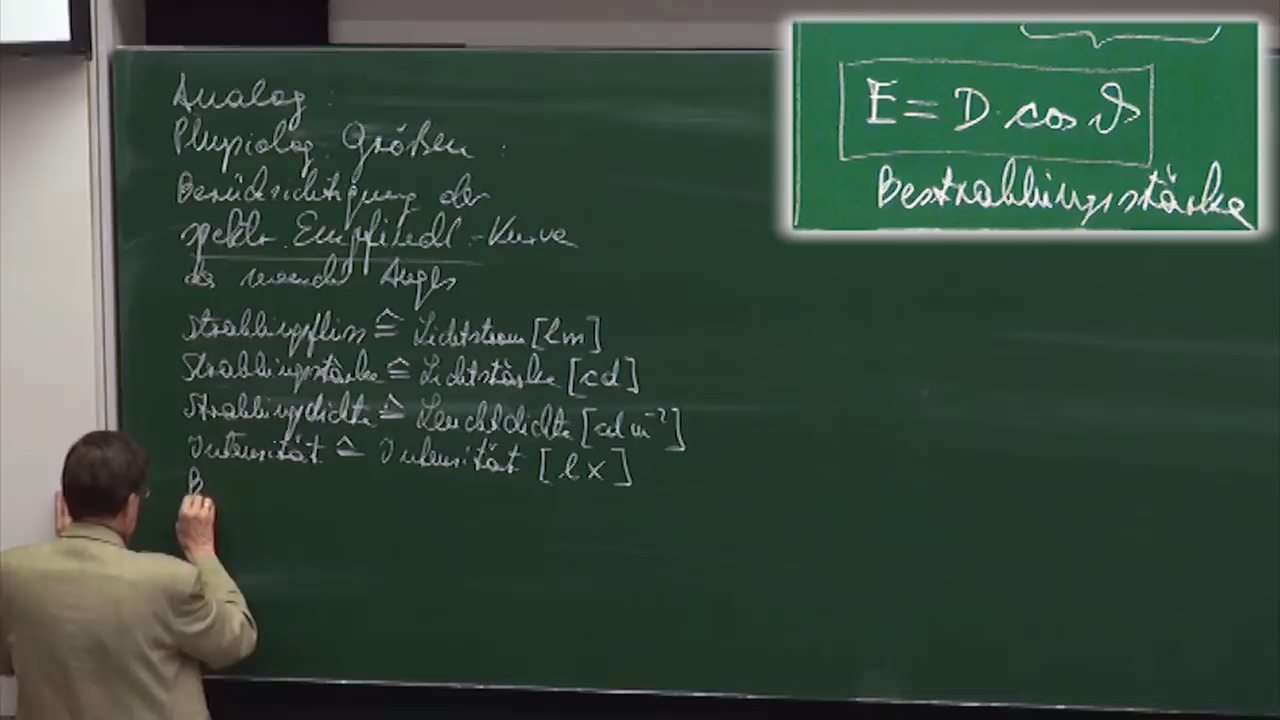 Analog :
Physiolog. Größen :
Berücksichtigung der
spektr. Empfindl.-Kurve
des menschl. Auges
Strahlungsfluss ≙ Lichtstrom [lm]
Strahlungsstärke ≙ Lichtstärke [cd]
Strahlungsdichte ≙ Leuchtdichte [cd m⁻²]
Intensität ≙ Intensität [lx]
B
E = D · cos ϑ
Bestrahlungsstärke